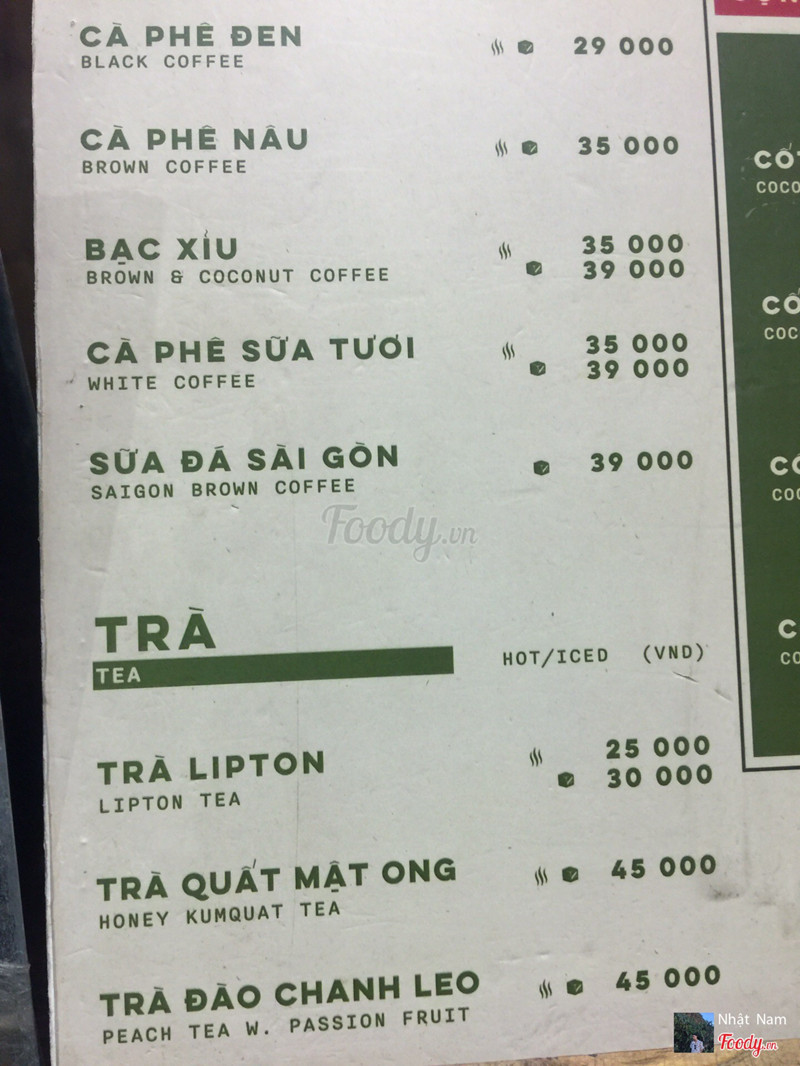 CÀ PHÊ ĐEN 29 000
BLACK COFFEE
CÀ PHÊ NÂU 35 000
BROWN COFFEE
BẠC XỈU 35 000
BROWN & COCONUT COFFEE 39 000
CÀ PHÊ SỮA TƯƠI 35 000
WHITE COFFEE 39 000
SỮA ĐÁ SÀI GÒN 39 000
SAIGON BROWN COFFEE
Foody.vn
TRÀ
TEA HOT/ICED (VND)
TRÀ LIPTON 25 000
LIPTON TEA 30 000
TRÀ QUẤT MẬT ONG 45 000
HONEY KUMQUAT TEA
TRÀ ĐÀO CHANH LEO 45 000
PEACH TEA W. PASSION FRUIT
Nhật Nam
Foody.vn